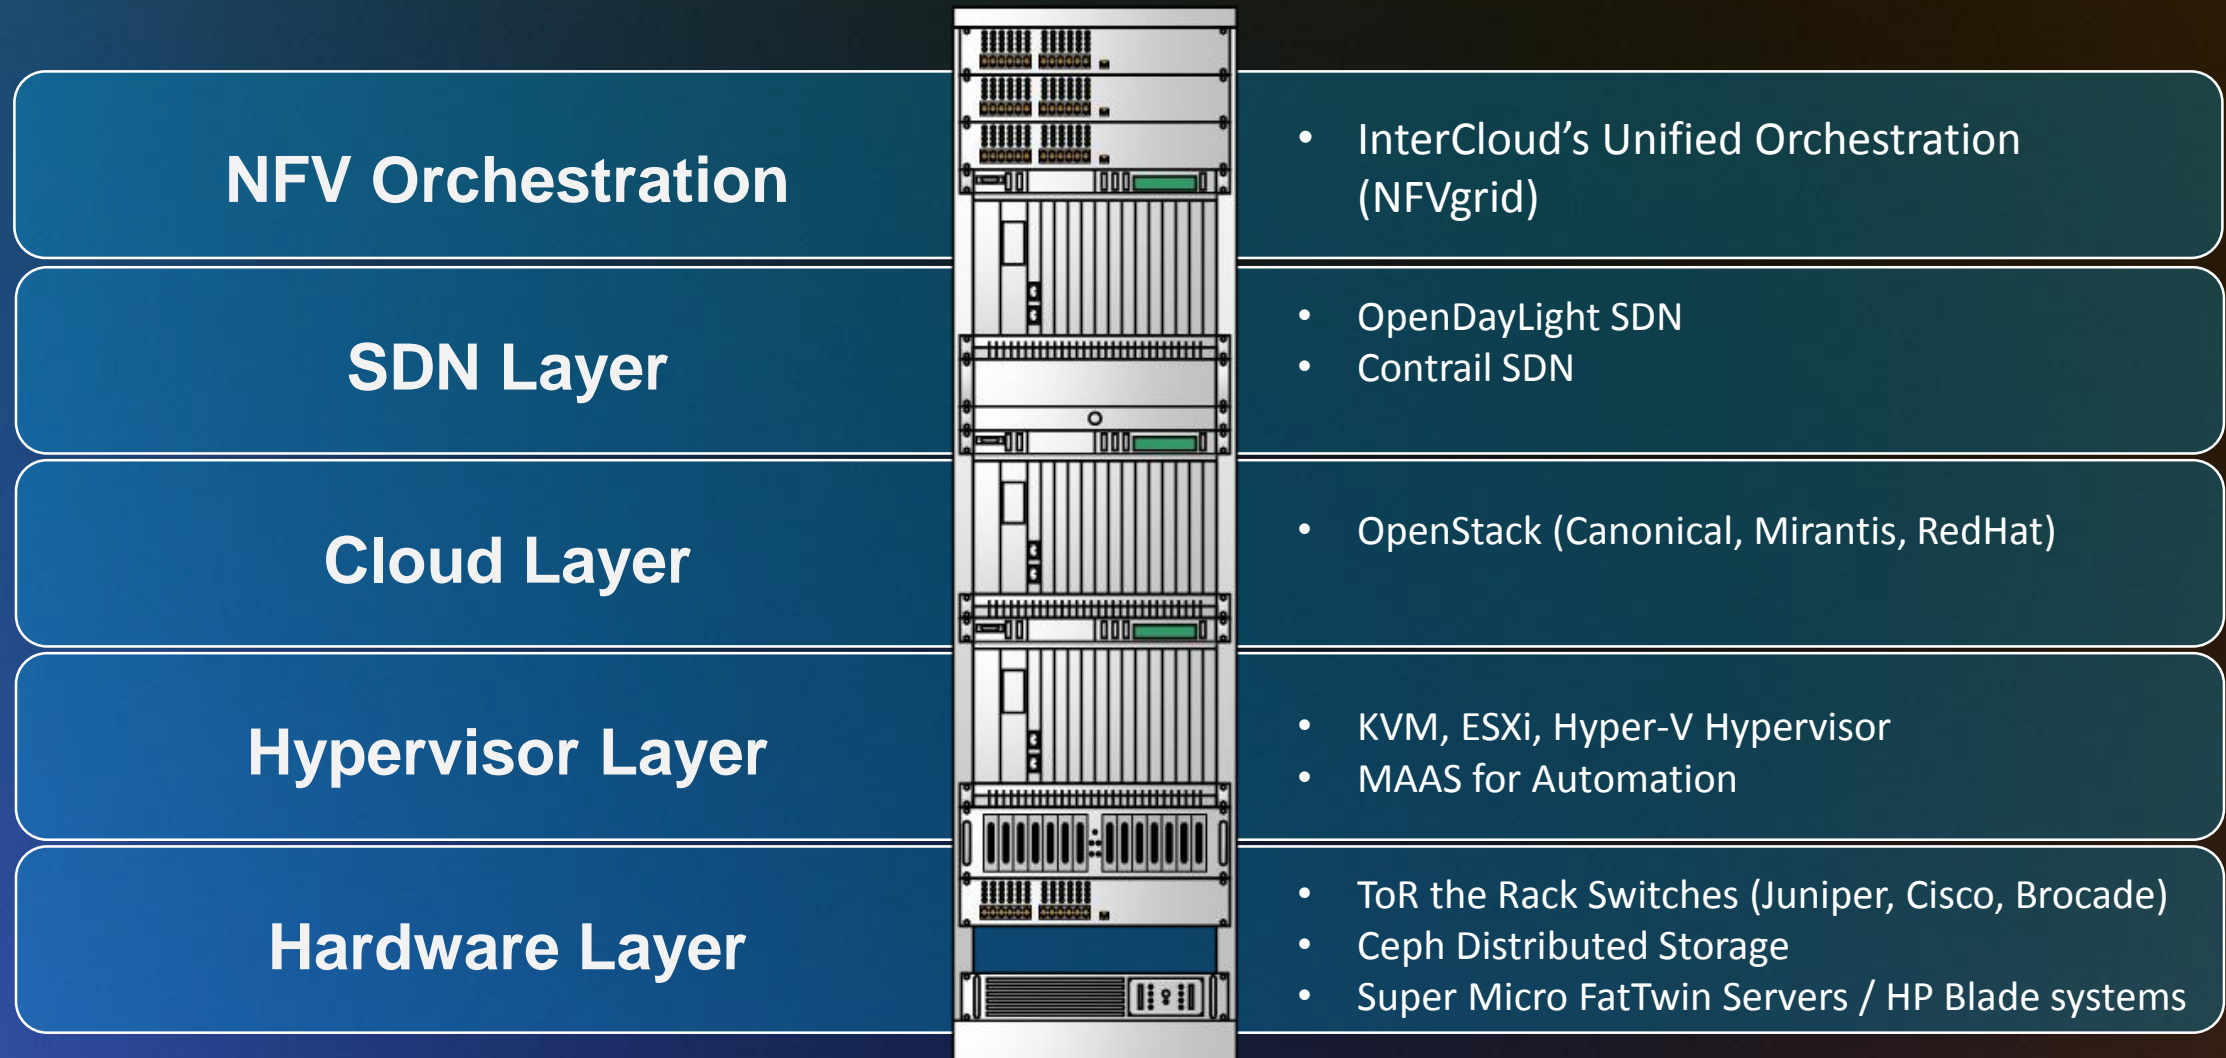 NFV Orchestration
• InterCloud’s Unified Orchestration
(NFVgrid)
SDN Layer
• OpenDayLight SDN
• Contrail SDN
Cloud Layer
• OpenStack (Canonical, Mirantis, RedHat)
Hypervisor Layer
• KVM, ESXi, Hyper-V Hypervisor
• MAAS for Automation
Hardware Layer
• ToR the Rack Switches (Juniper, Cisco, Brocade)
• Ceph Distributed Storage
• Super Micro FatTwin Servers / HP Blade systems